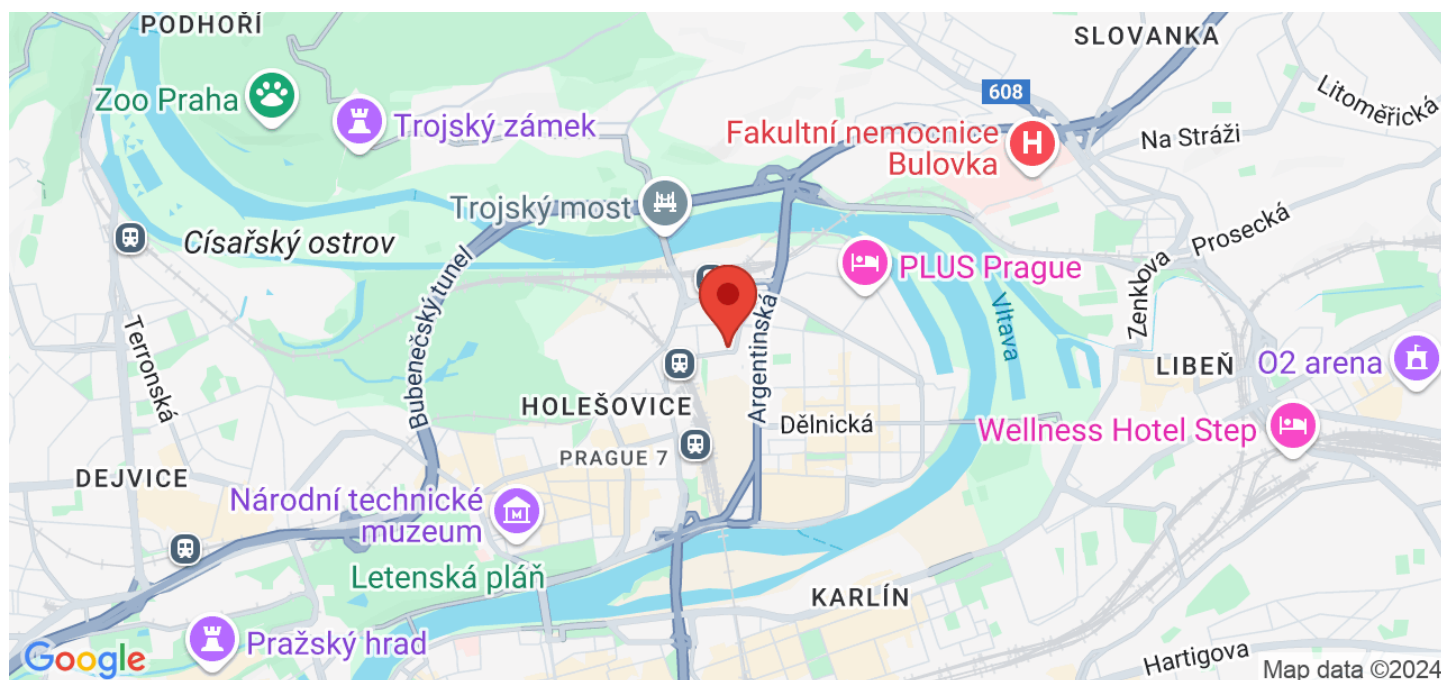 PODHOŘÍ
SLOVANKA
Zoo Praha
608
Litoměřická
Trojský zámek
Fakultní nemocnice
Bulovka
Na Stráži
Trojský most
Císařský ostrov
Prosecká
PLUS Prague
Zenklova
Vltava
Bubenečský tunel
Argentinská
Terronská
LIBEŇ
O2 arena
HOLEŠOVICE
Dělnická
Wellness Hotel Step
PRAGUE 7
DEJVICE
Národní technické
muzeum
Letenská pláň
KARLÍN
Pražský hrad
Hartigova
Google
Map data ©2024